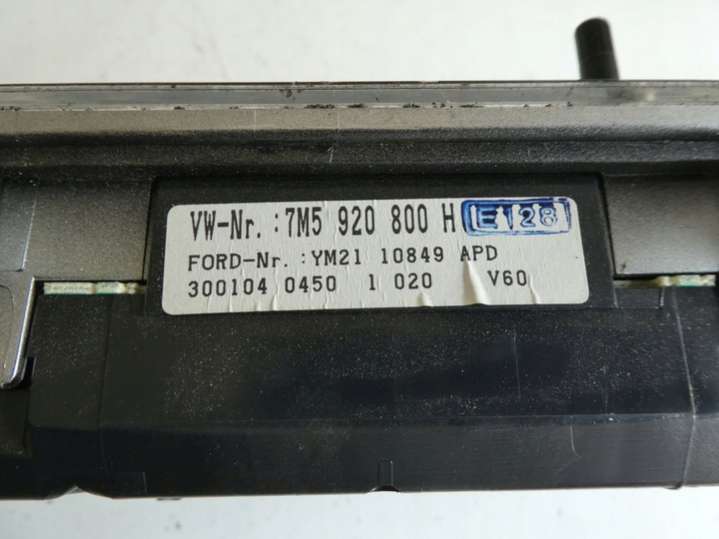 VW-Nr. :7M5 920 800 H E128
FORD-Nr. :YM21 10849 APD
300104 0450 1 020 V60